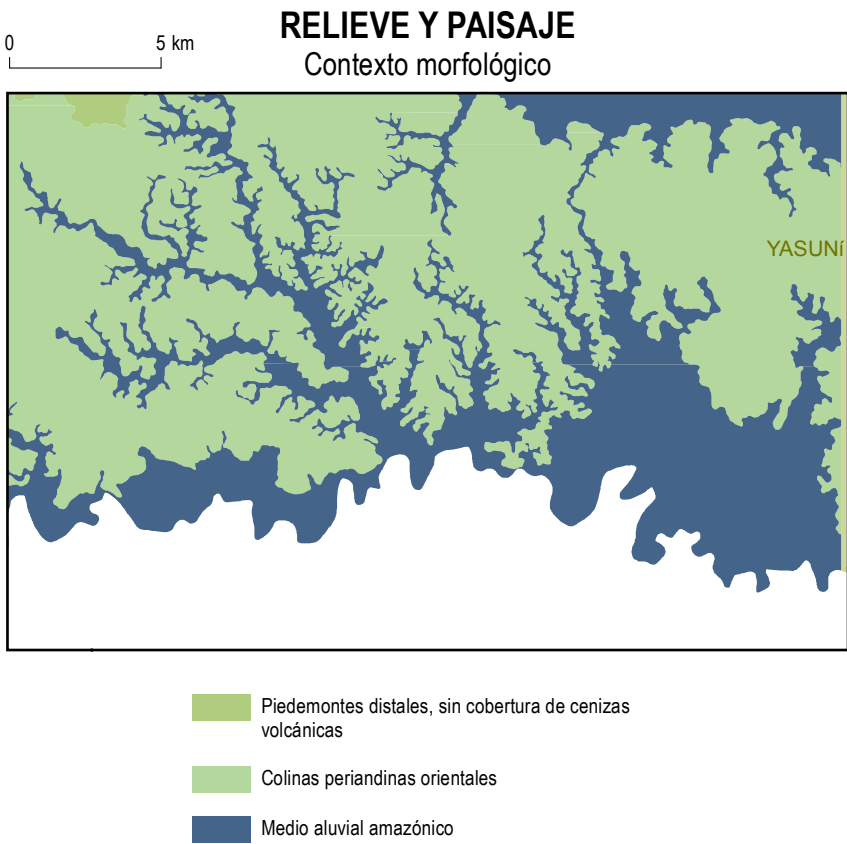 RELIEVE Y PAISAJE
0 5 km
Contexto morfológico
YASUNí
Piedemontes distales, sin cobertura de cenizas
volcánicas
Colinas periandinas orientales
Medio aluvial amazónico